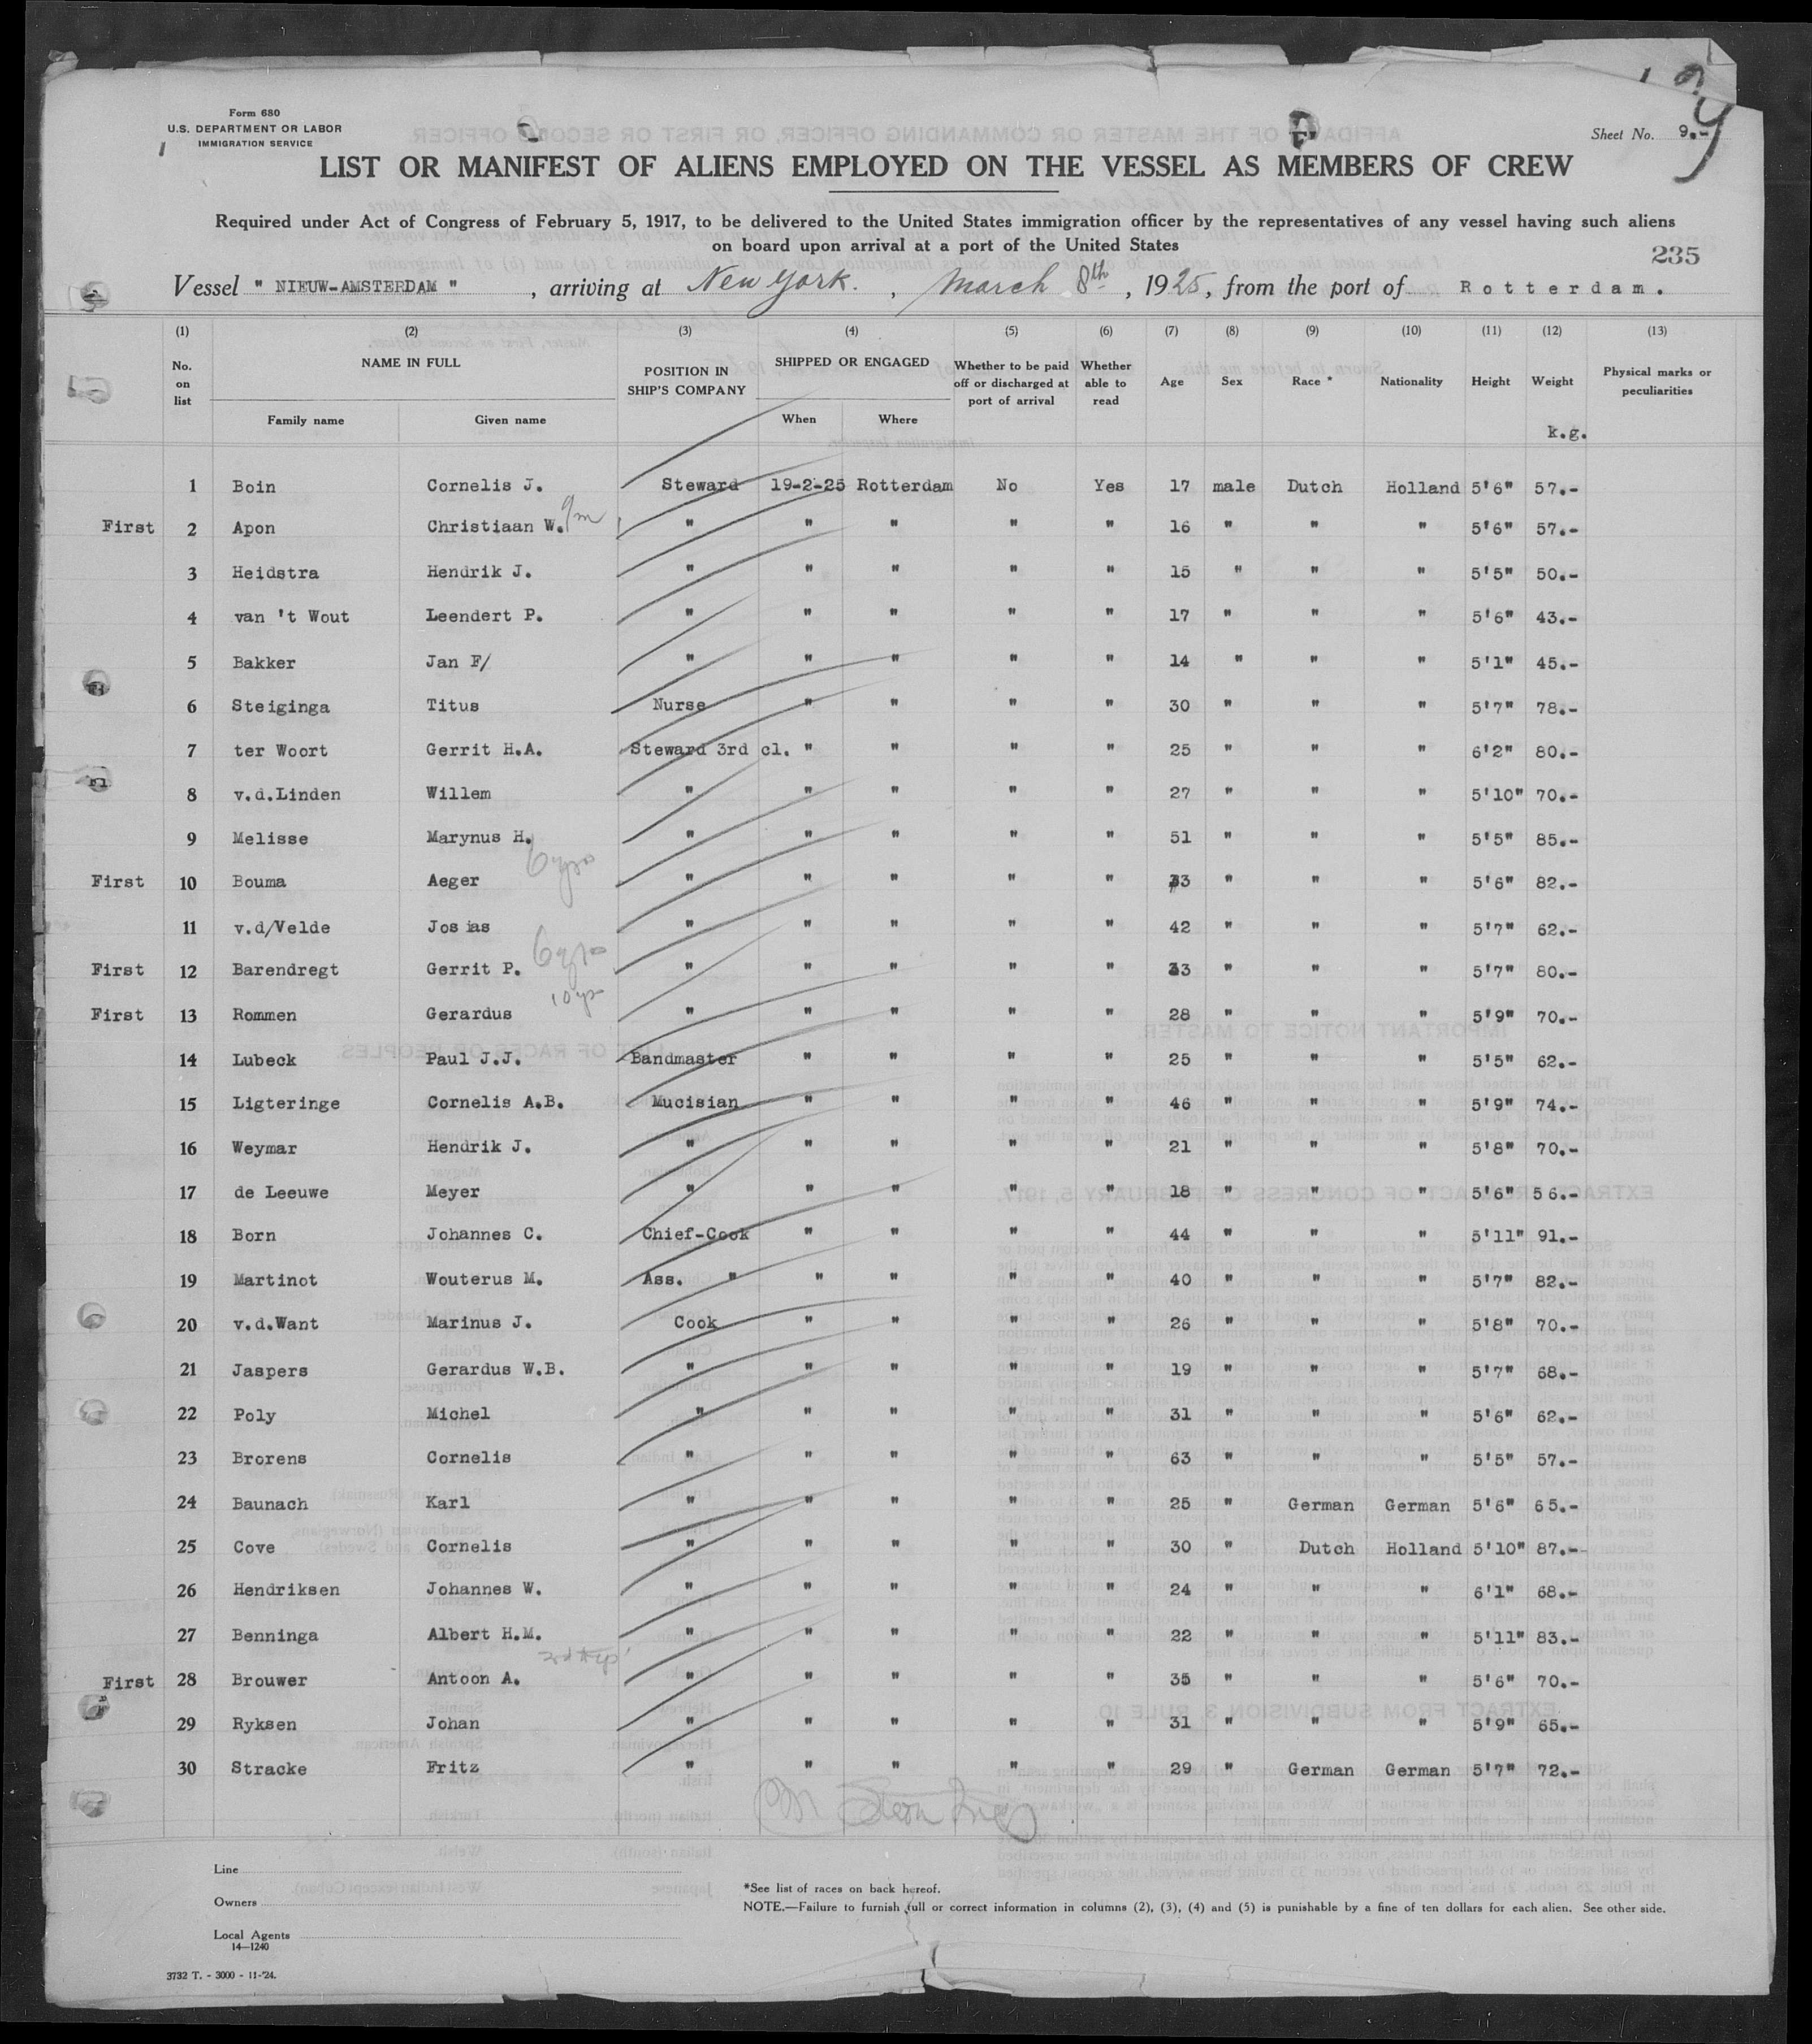 Form 680
U.S. DEPARTMENT OR LABOR
IMMIGRATION SERVICE
Sheet No. 9.-
LIST OR MANIFEST OF ALIENS EMPLOYED ON THE VESSEL AS MEMBERS OF CREW
Required under Act of Congress of February 5, 1917, to be delivered to the United States immigration officer by the representatives of any vessel having such aliens
on board upon arrival at a port of the United States
235
Vessel " NIEUW-AMSTERDAM ", arriving at New York., March 8th, 1925, from the port of Rotterdam.
(1) (2) (3) (4) (5) (6) (7) (8) (9) (10) (11) (12) (13)
No. on list NAME IN FULL Family name Given name POSITION IN SHIP'S COMPANY SHIPPED OR ENGAGED When Where Whether to be paid off or discharged at port of arrival Whether able to read Age Sex Race * Nationality Height Weight Physical marks or peculiarities
k.g.
1 Boin Cornelis J. Steward 19-2-25 Rotterdam No Yes 17 male Dutch Holland 5'6" 57.-
First 2 Apon Christiaan W. " " " " " 16 " " " 5'6" 57.-
3 Heidstra Hendrik J. " " " " " 15 " " " 5'5" 50.-
4 van 't Wout Leendert P. " " " " " 17 " " " 5'6" 43.-
5 Bakker Jan F/ " " " " " 14 " " " 5'1" 45.-
6 Steiginga Titus Nurse " " " " 30 " " " 5'7" 78.-
7 ter Woort Gerrit H.A. Steward 3rd cl. " " " " 25 " " " 6'2" 80.-
8 v.d.Linden Willem " " " " " 27 " " " 5'10" 70.-
9 Melisse Marynus H. " " " " " 51 " " " 5'5" 85.-
First 10 Bouma Aeger 6 yrs " " " " " 33 " " " 5'6" 82.-
11 v.d/Velde Josias " " " " " 42 " " " 5'7" 62.-
First 12 Barendregt Gerrit P. 6 yrs " " " " " 33 " " " 5'7" 80.-
First 13 Rommen Gerardus 10 yrs " " " " " 28 " " " 5'9" 70.-
14 Lubeck Paul J.J. Bandmaster " " " " 25 " " " 5'5" 62.-
15 Ligteringe Cornelis A.B. Mucisian " " " " 46 " " " 5'9" 74.-
16 Weymar Hendrik J. " " " " " 21 " " " 5'8" 70.-
17 de Leeuwe Meyer " " " " " 18 " " " 5'6" 56.-
18 Born Johannes C. Chief-Cook " " " " 44 " " " 5'11" 91.-
19 Martinot Wouterus M. Ass. " " " " " 40 " " " 5'7" 82.-
20 v.d.Want Marinus J. Cook " " " " 26 " " " 5'8" 70.-
21 Jaspers Gerardus W.B. " " " " " 19 " " " 5'7" 68.-
22 Poly Michel " " " " " 31 " " " 5'6" 62.-
23 Brorens Cornelis " " " " " 63 " " " 5'5" 57.-
24 Baunach Karl " " " " " 25 " German German 5'6" 65.-
25 Cove Cornelis " " " " " 30 " Dutch Holland 5'10" 87.-
26 Hendriksen Johannes W. " " " " " 24 " " " 6'1" 68.-
27 Benninga Albert H.M. " " " " " 22 " " " 5'11" 83.-
First 28 Brouwer Antoon A. " " " " " 35 " " " 5'6" 70.-
29 Ryksen Johan " " " " " 31 " " " 5'9" 65.-
30 Stracke Fritz " " " " " 29 " German German 5'7" 72.-
Line
Owners
Local Agents
14—1240
*See list of races on back hereof.
NOTE.—Failure to furnish full or correct information in columns (2), (3), (4) and (5) is punishable by a fine of ten dollars for each alien. See other side.
3732 T. - 3000 - 11-'24.